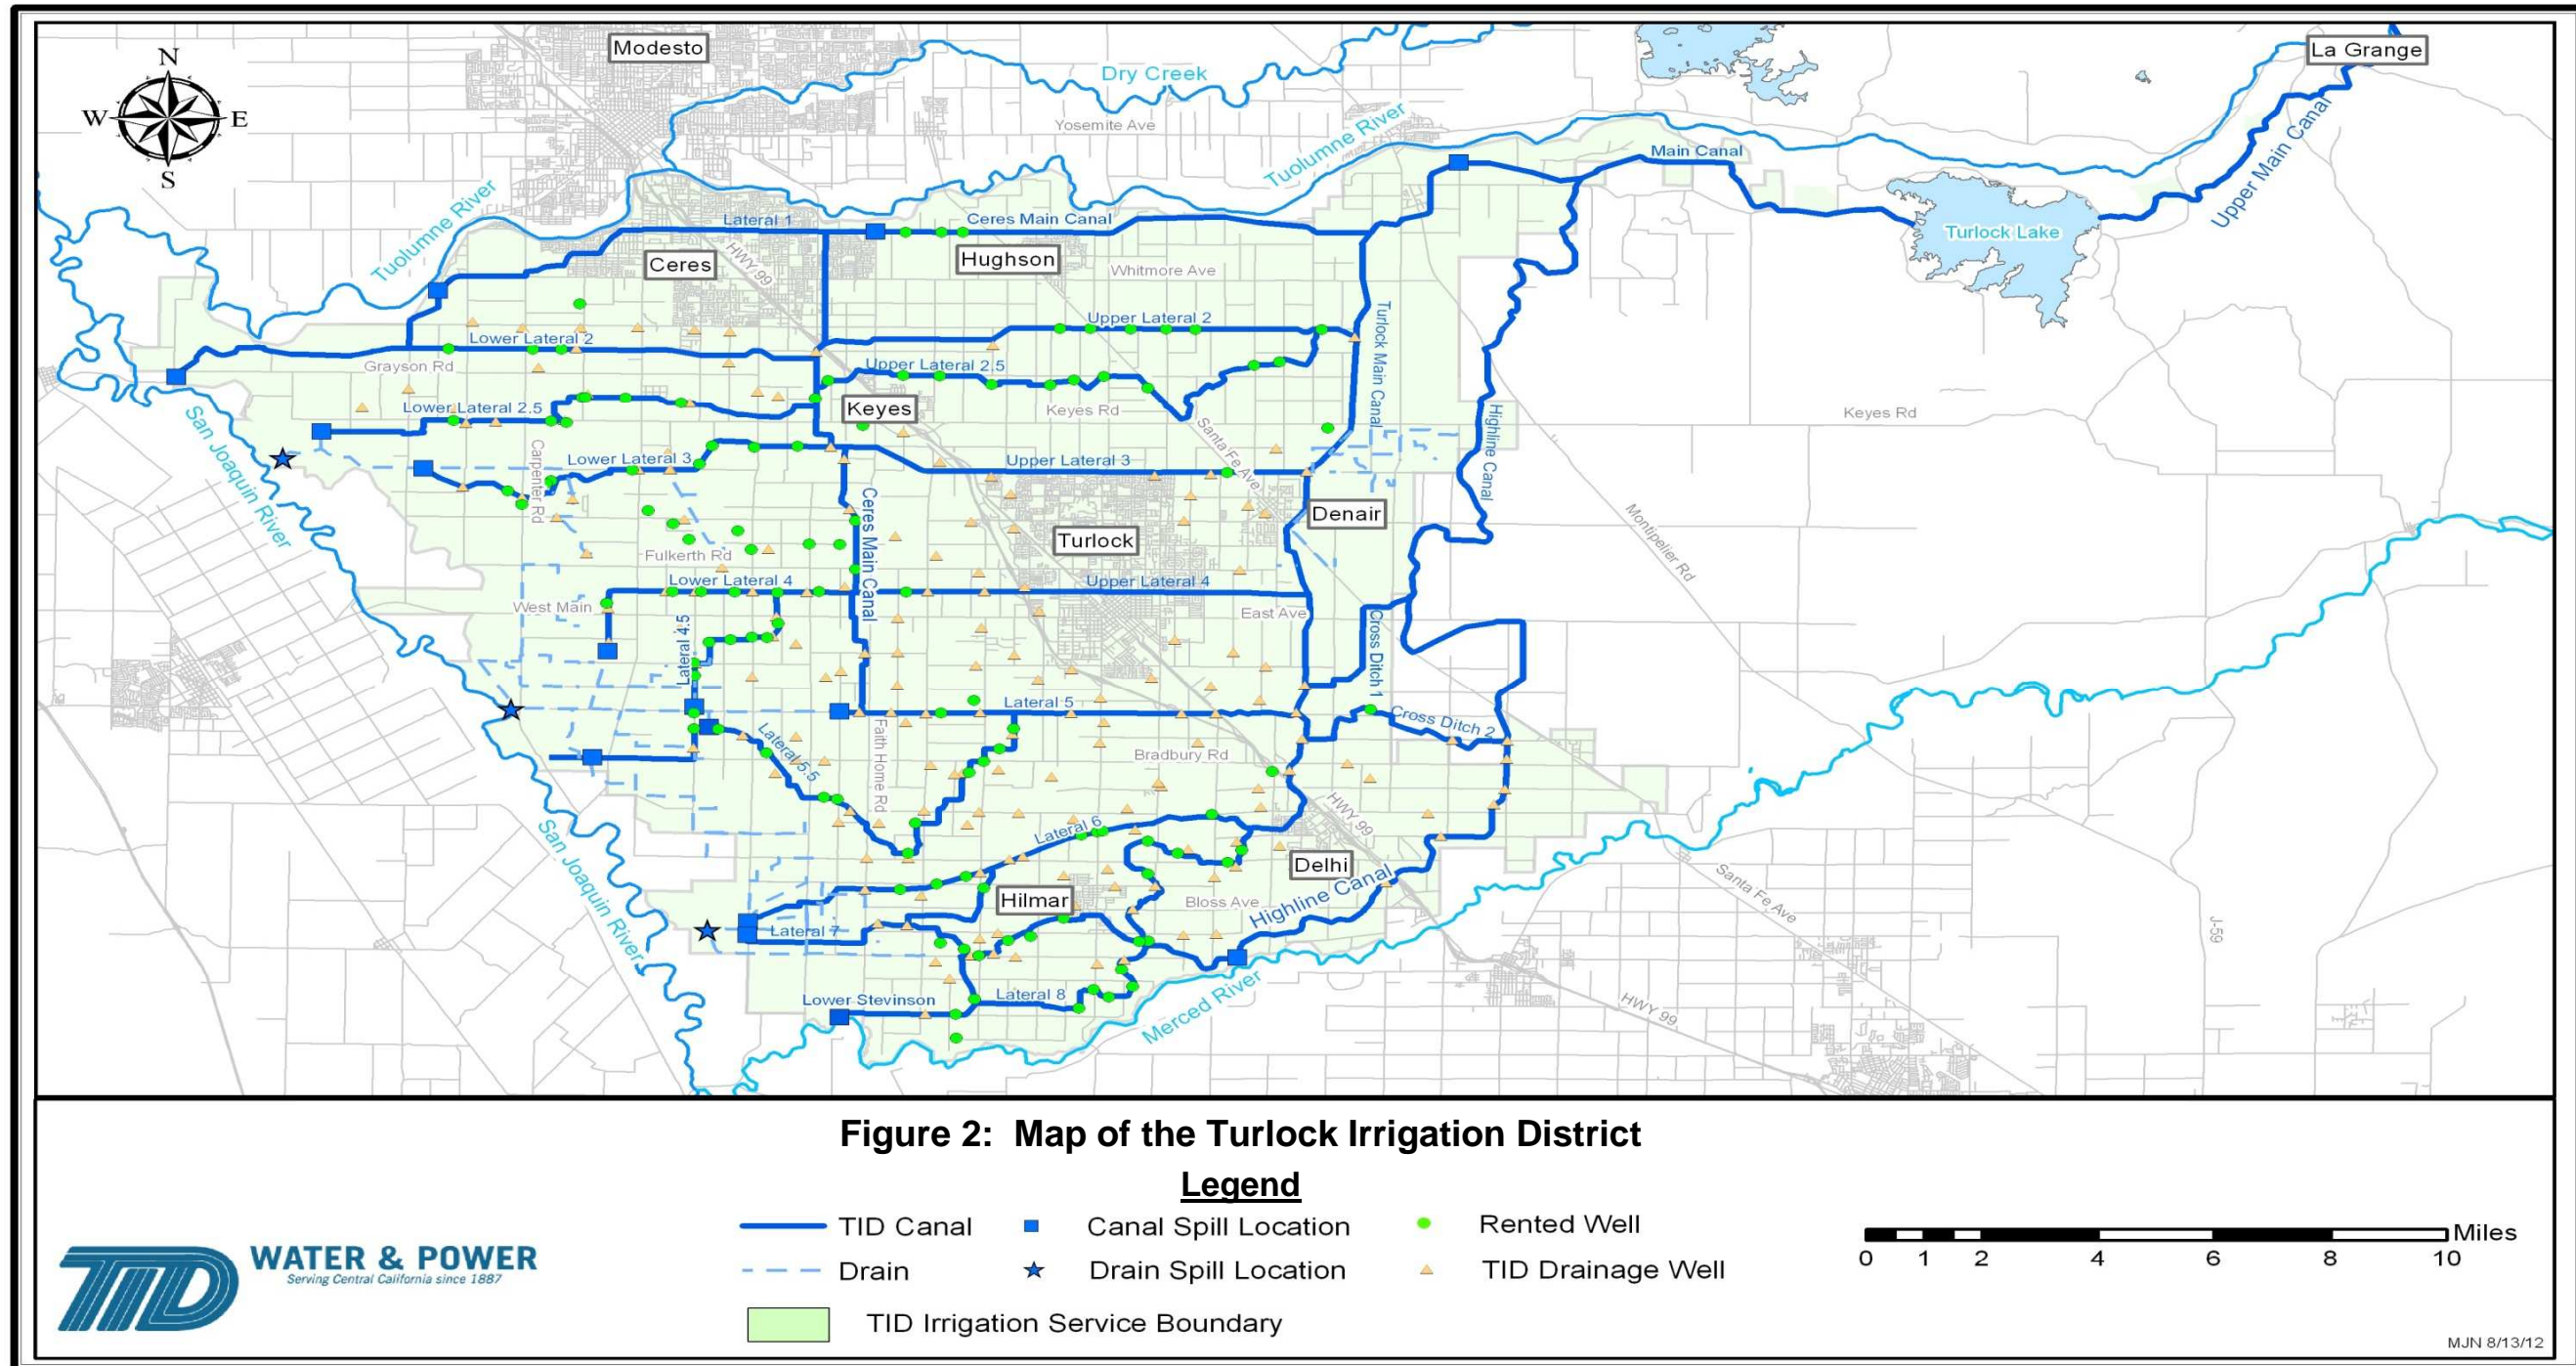 Modesto
La Grange
N
W E
S
Dry Creek
Yosemite Ave
Tuolumne River
Main Canal
Upper Main Canal
Tuolumne River
Lateral 1
Ceres Main Canal
Turlock Lake
HWY 99
Ceres
Hughson
Whitmore Ave
Turlock Main Canal
Upper Lateral 2
Lower Lateral 2
Grayson Rd
Upper Lateral 2.5
Lower Lateral 2.5
Keyes
Keyes Rd
Keyes Rd
Santa Fe Ave
Highline Canal
San Joaquin River
Carpenter Rd
Lower Lateral 3
Upper Lateral 3
Ceres Main Canal
Denair
Turlock
Montpelier Rd
Fulkerth Rd
Lower Lateral 4
Upper Lateral 4
West Main
East Ave
Lateral 4.5
Cross Ditch 1
Lateral 5
Cross Ditch 2
Lateral 5.5
Faith Home Rd
Bradbury Rd
HWY 99
San Joaquin River
Lateral 6
Delhi
Santa Fe Ave
Hilmar
Bloss Ave
Highline Canal
J-59
Lateral 7
Lower Stevinson
Lateral 8
Merced River
HWY 99
Figure 2: Map of the Turlock Irrigation District
Legend
TID Canal
Canal Spill Location
Rented Well
Drain
Drain Spill Location
TID Drainage Well
TID Irrigation Service Boundary
Miles
0 1 2 4 6 8 10
TID WATER & POWER
Serving Central California since 1887
MJN 8/13/12